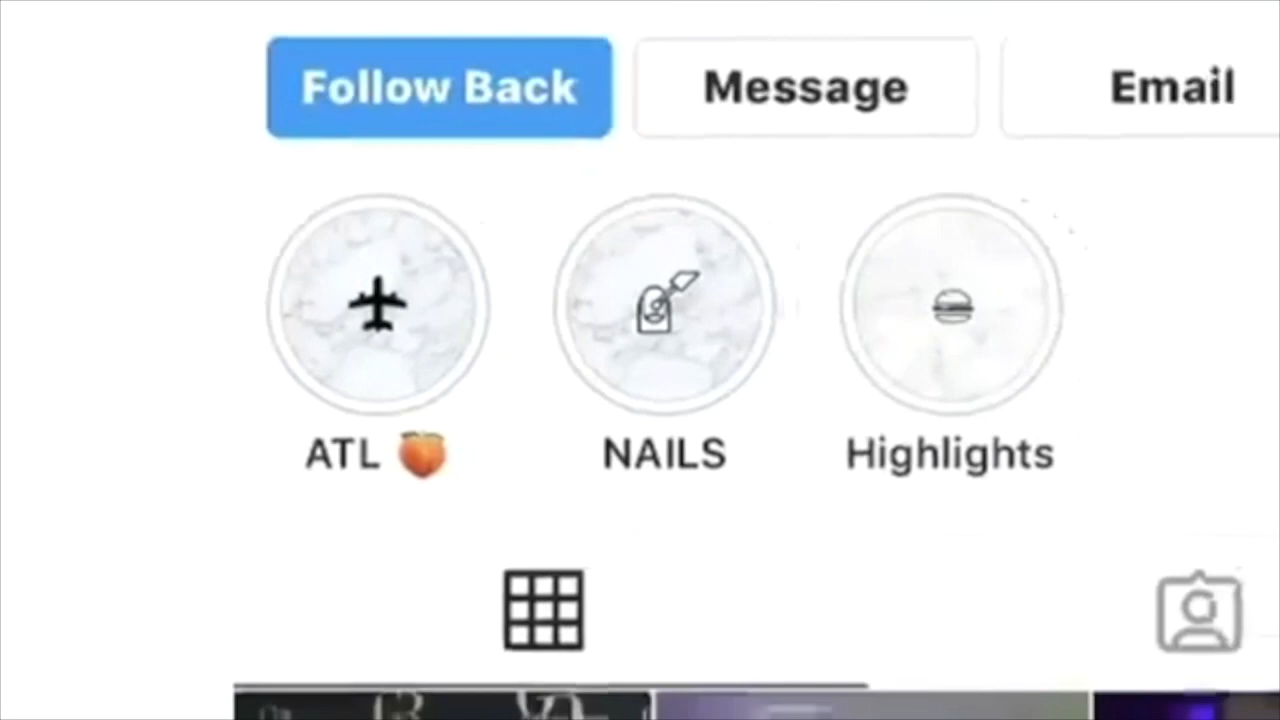 Follow Back
Message
Email
ATL 🍑
NAILS
Highlights